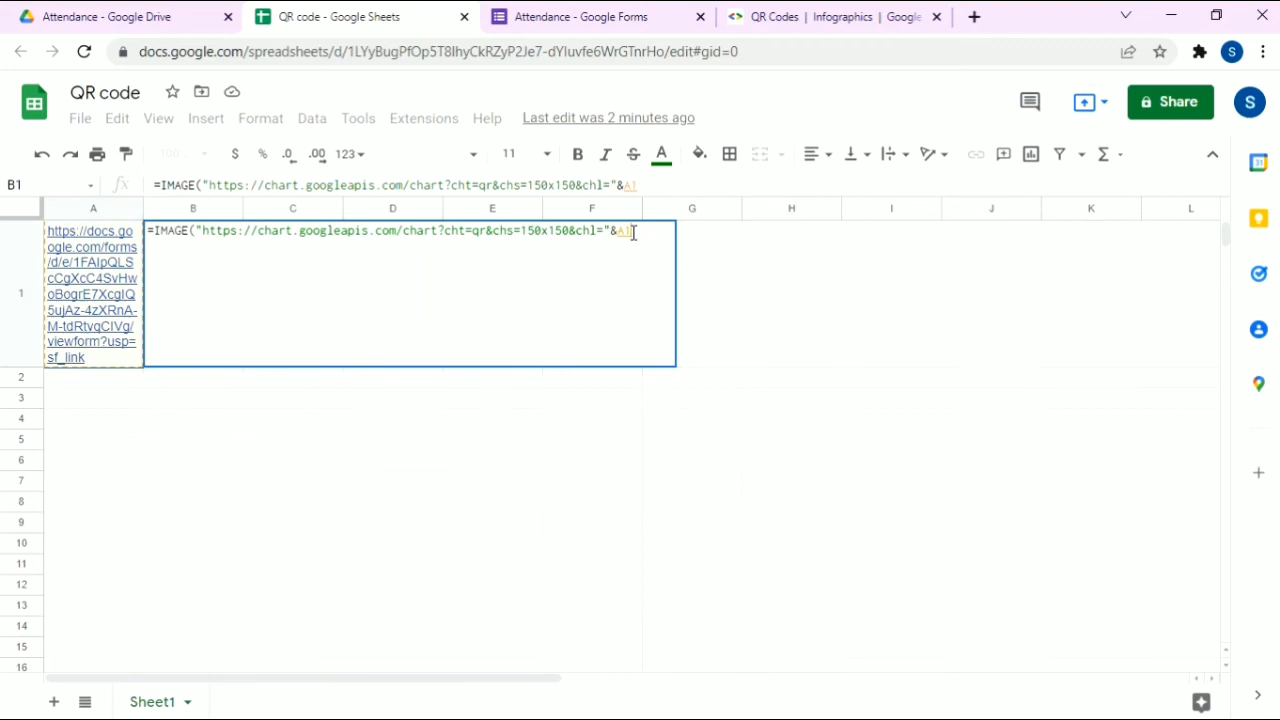 Attendance - Google Drive
QR code - Google Sheets
Attendance - Google Forms
QR Codes | Infographics | Google
docs.google.com/spreadsheets/d/1LYyBugPfOp5T8IhyCkRZyP2Je7-dYluvfe6WrGTnrHo/edit#gid=0
S
QR code
File Edit View Insert Format Data Tools Extensions Help Last edit was 2 minutes ago
Share
S
100 $ % .0 .00 123 11 B I S A
B1 fx =IMAGE("https://chart.googleapis.com/chart?cht=qr&chs=150x150&chl="&A1
A B C D E F G H I J K L
1
https://docs.go
ogle.com/forms
/d/e/1FAIpQLS
cCgXcC4SvHw
oBogrE7XcgIQ
5ujAz-4zXRnA-
M-tdRtvqCIVg/
viewform?usp=
sf_link
=IMAGE("https://chart.googleapis.com/chart?cht=qr&chs=150x150&chl="&A1
2
3
4
5
6
7
8
9
10
11
12
13
14
15
16
Sheet1
31